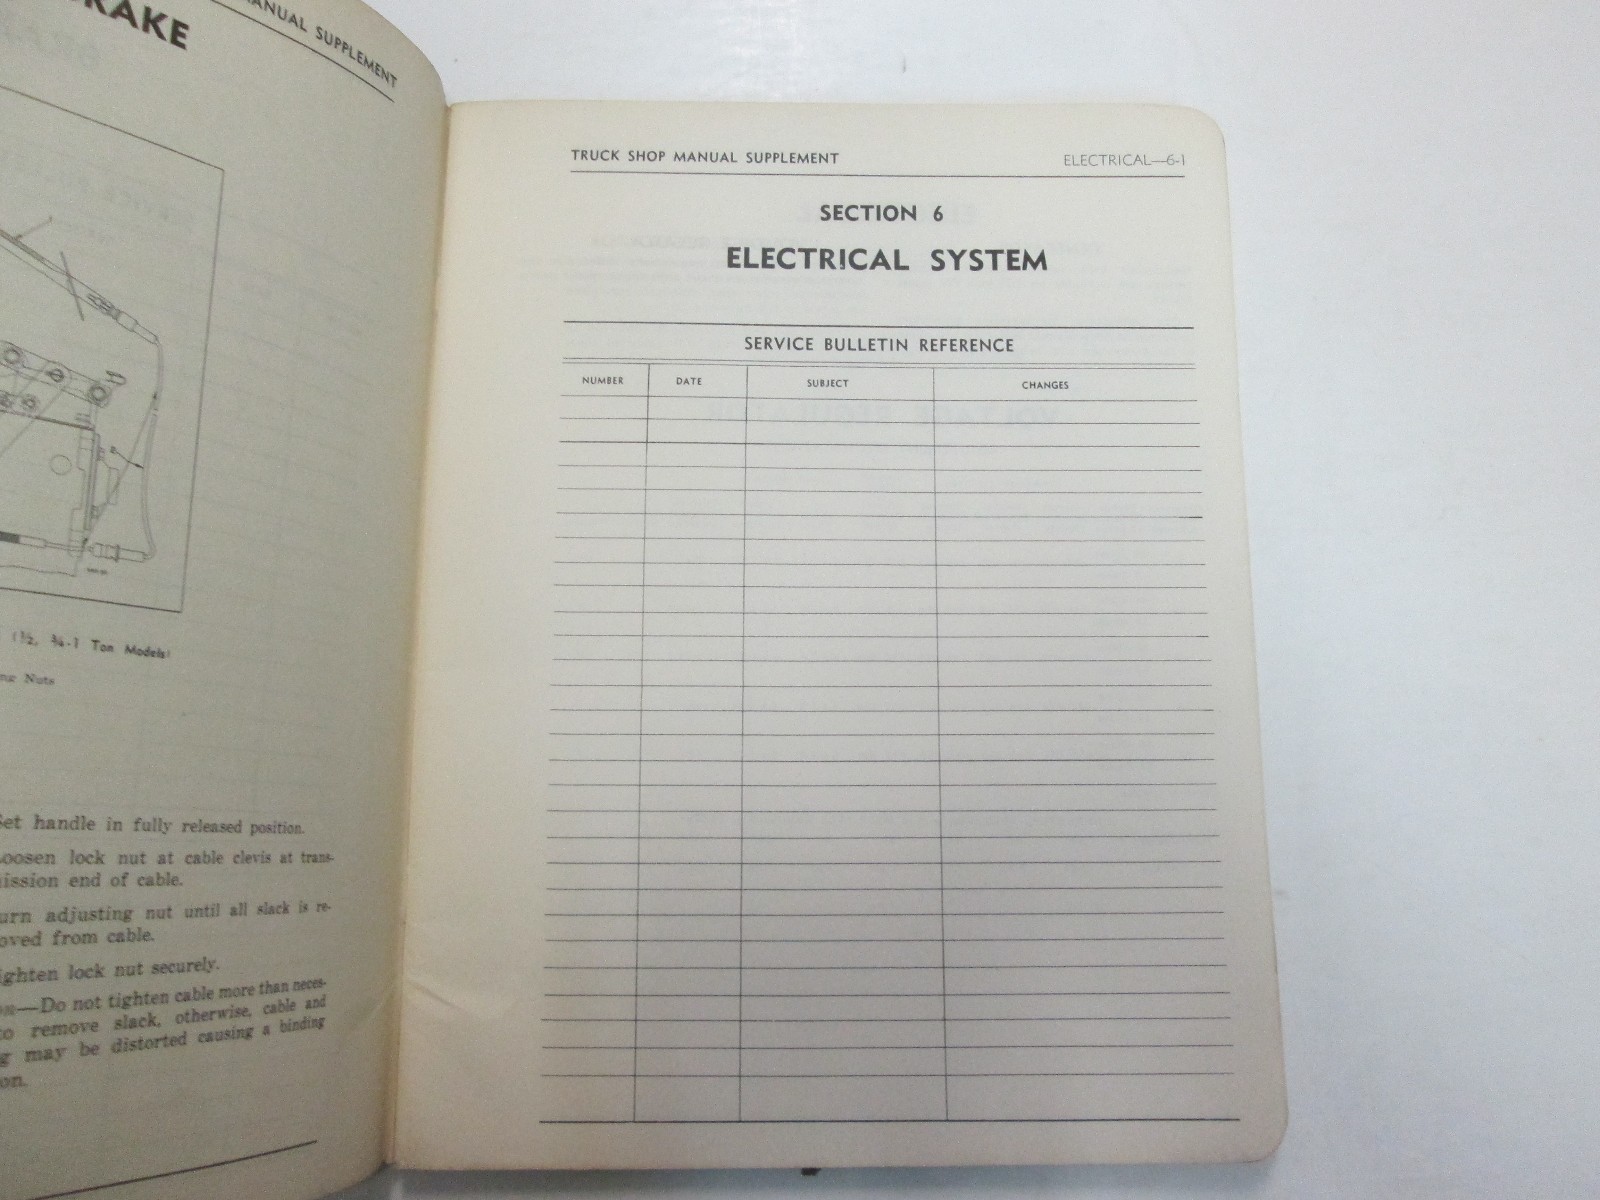 RAKE
MANUAL SUPPLEMENT
(½, ¾-1 Ton Models)
Nuts
Set handle in fully released position.
Loosen lock nut at cable clevis at trans-
ission end of cable.
urn adjusting nut until all slack is re-
oved from cable.
ighten lock nut securely.
on—Do not tighten cable more than neces-
to remove slack, otherwise, cable and
g may be distorted causing a binding
on.
TRUCK SHOP MANUAL SUPPLEMENT
ELECTRICAL—6-1
SECTION 6
ELECTRICAL SYSTEM
SERVICE BULLETIN REFERENCE
NUMBER
DATE
SUBJECT
CHANGES